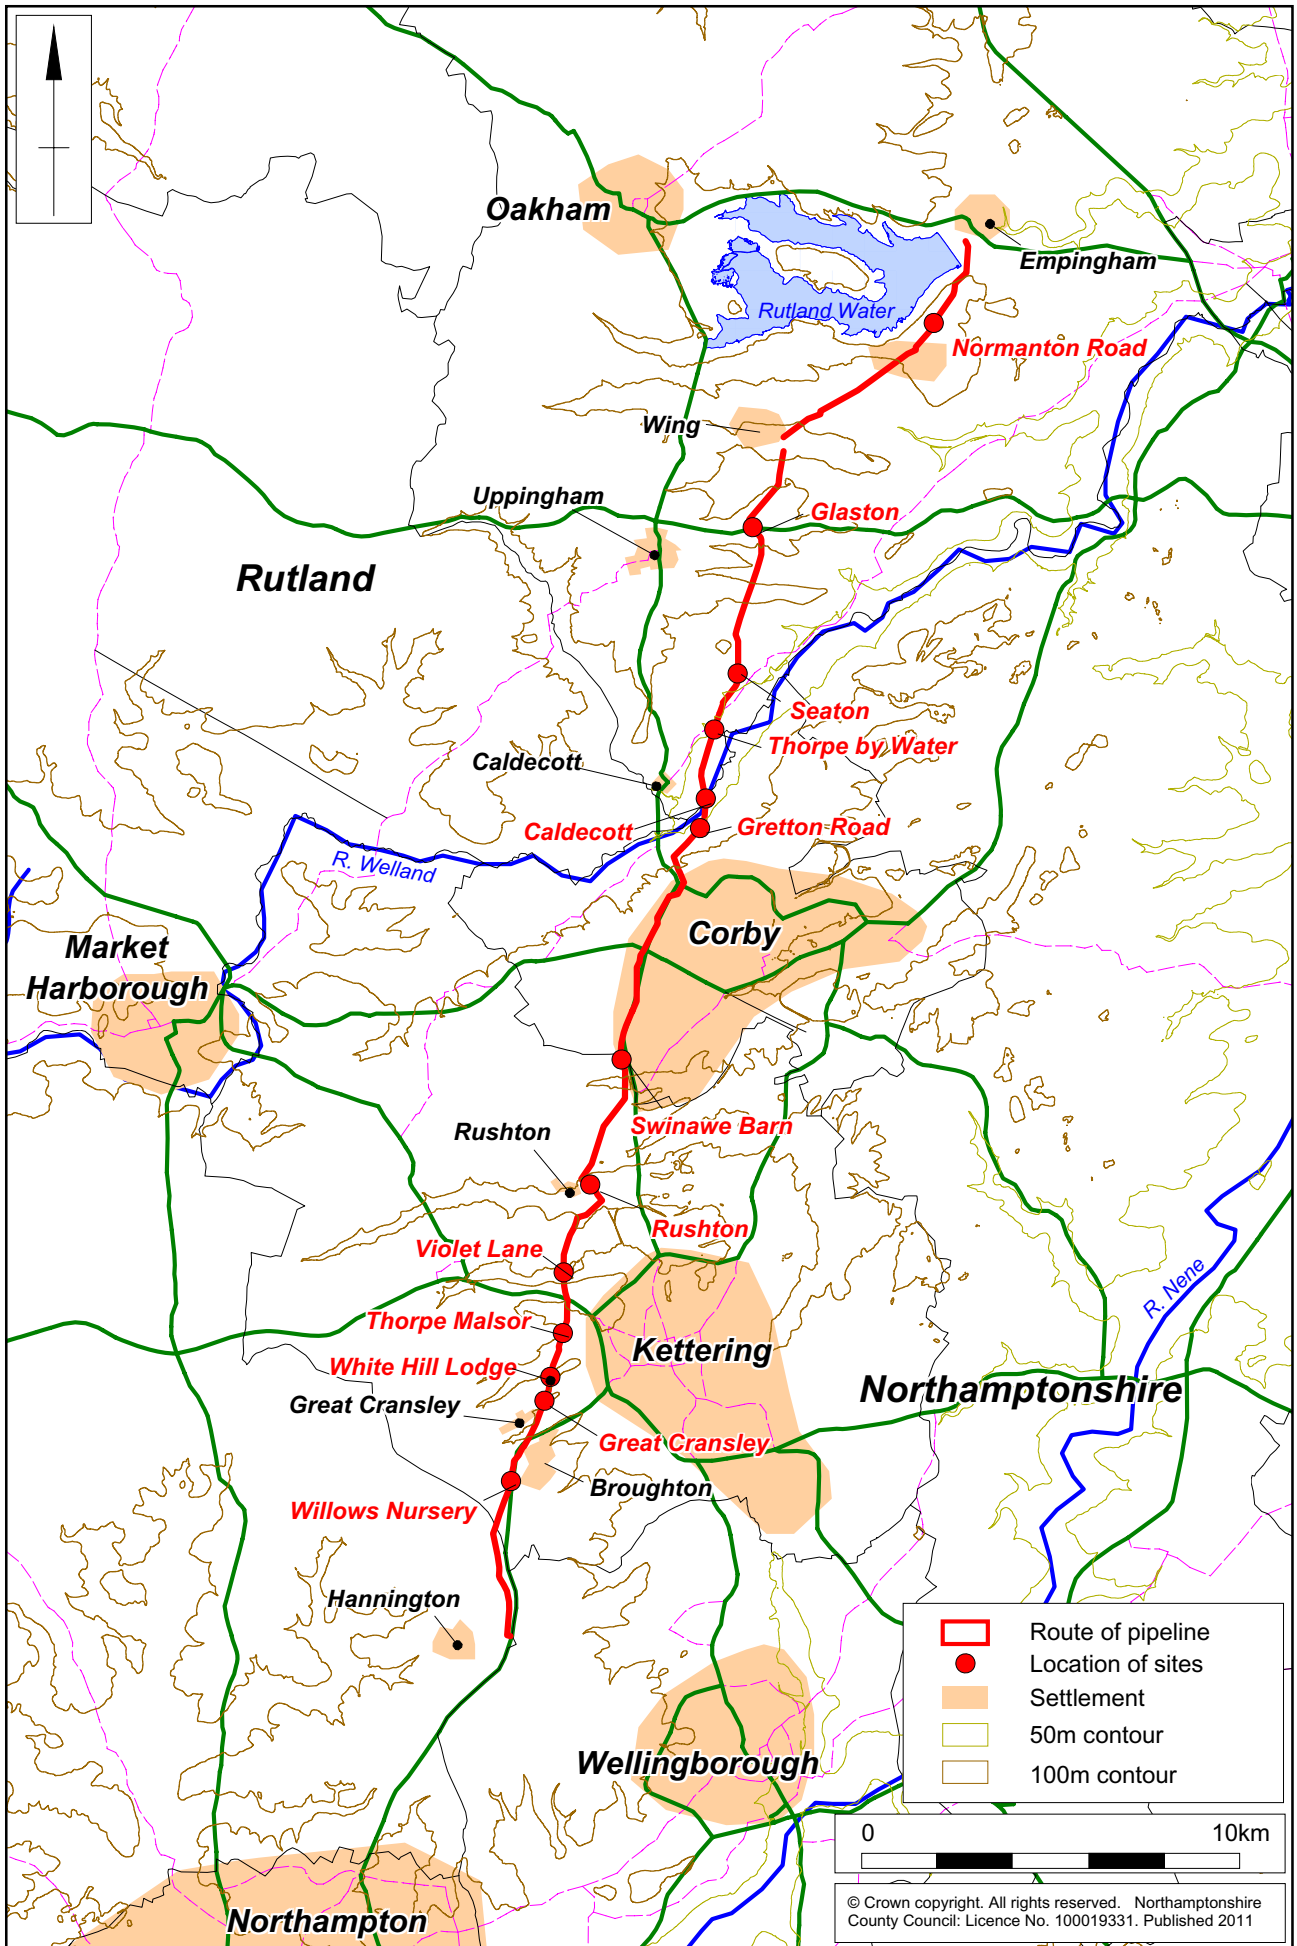 Oakham
Empingham
Rutland Water
Normanton Road
Wing
Uppingham
Glaston
Rutland
Seaton
Thorpe by Water
Caldecott
Caldecott
Gretton Road
R. Welland
Corby
Market
Harborough
Swinawe Barn
Rushton
Rushton
Violet Lane
Thorpe Malsor
Kettering
White Hill Lodge
R. Nene
Northamptonshire
Great Cransley
Great Cransley
Broughton
Willows Nursery
Hannington
Route of pipeline
Location of sites
Settlement
50m contour
100m contour
Wellingborough
0 10km
© Crown copyright. All rights reserved. Northamptonshire
County Council: Licence No. 100019331. Published 2011
Northampton